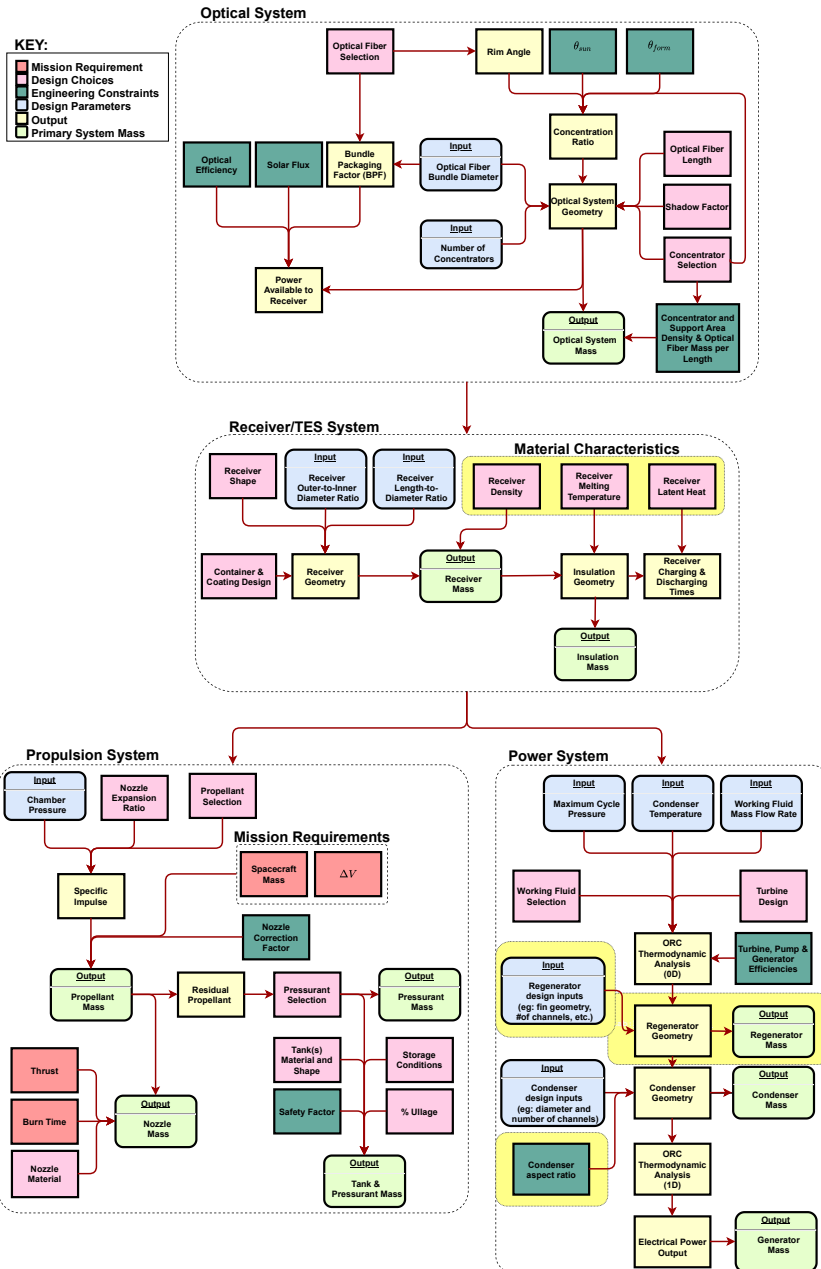 Optical System
KEY:
Mission Requirement
Design Choices
Engineering Constraints
Design Parameters
Output
Primary System Mass
Optical Fiber
Selection
Rim Angle
θsun
θform
Concentration
Ratio
Optical
Efficiency
Solar Flux
Bundle
Packaging
Factor (BPF)
Input
Optical Fiber
Bundle Diameter
Optical Fiber
Length
Optical System
Geometry
Shadow Factor
Input
Number of
Concentrators
Concentrator
Selection
Power
Available to
Receiver
Output
Optical System
Mass
Concentrator and
Support Area
Density & Optical
Fiber Mass per
Length
Receiver/TES System
Material Characteristics
Receiver
Shape
Input
Receiver
Outer-to-Inner
Diameter Ratio
Input
Receiver
Length-to-
Diameter Ratio
Receiver
Density
Receiver
Melting
Temperature
Receiver
Latent Heat
Container &
Coating Design
Receiver
Geometry
Output
Receiver
Mass
Insulation
Geometry
Receiver
Charging &
Discharging
Times
Output
Insulation
Mass
Propulsion System
Input
Chamber
Pressure
Nozzle
Expansion
Ratio
Propellant
Selection
Mission Requirements
Spacecraft
Mass
ΔV
Specific
Impulse
Nozzle
Correction
Factor
Output
Propellant
Mass
Residual
Propellant
Pressurant
Selection
Output
Pressurant Mass
Thrust
Burn Time
Nozzle
Material
Output
Nozzle
Mass
Tank(s)
Material and
Shape
Storage
Conditions
Safety Factor
% Ullage
Output
Tank &
Pressurant Mass
Power System
Input
Maximum Cycle
Pressure
Input
Condenser
Temperature
Input
Working Fluid
Mass Flow Rate
Working Fluid
Selection
Turbine
Design
ORC
Thermodynamic
Analysis
(0D)
Turbine, Pump &
Generator
Efficiencies
Input
Regenerator
design inputs
(eg: fin geometry,
#of channels, etc.)
Regenerator
Geometry
Output
Regenerator
Mass
Input
Condenser
design inputs
(eg: diameter and
number of channels)
Condenser
Geometry
Output
Condenser
Mass
Condenser
aspect ratio
ORC
Thermodynamic
Analysis
(1D)
Electrical Power
Output
Output
Generator
Mass